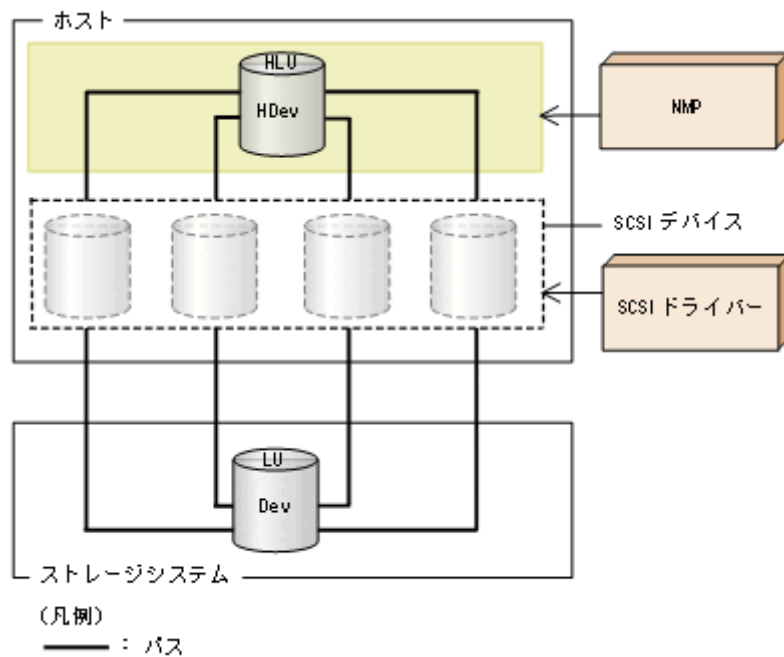 ホスト
HLU
HDev
NMP
SCSI デバイス
SCSI ドライバー
LU
Dev
ストレージシステム
(凡例)
： パス